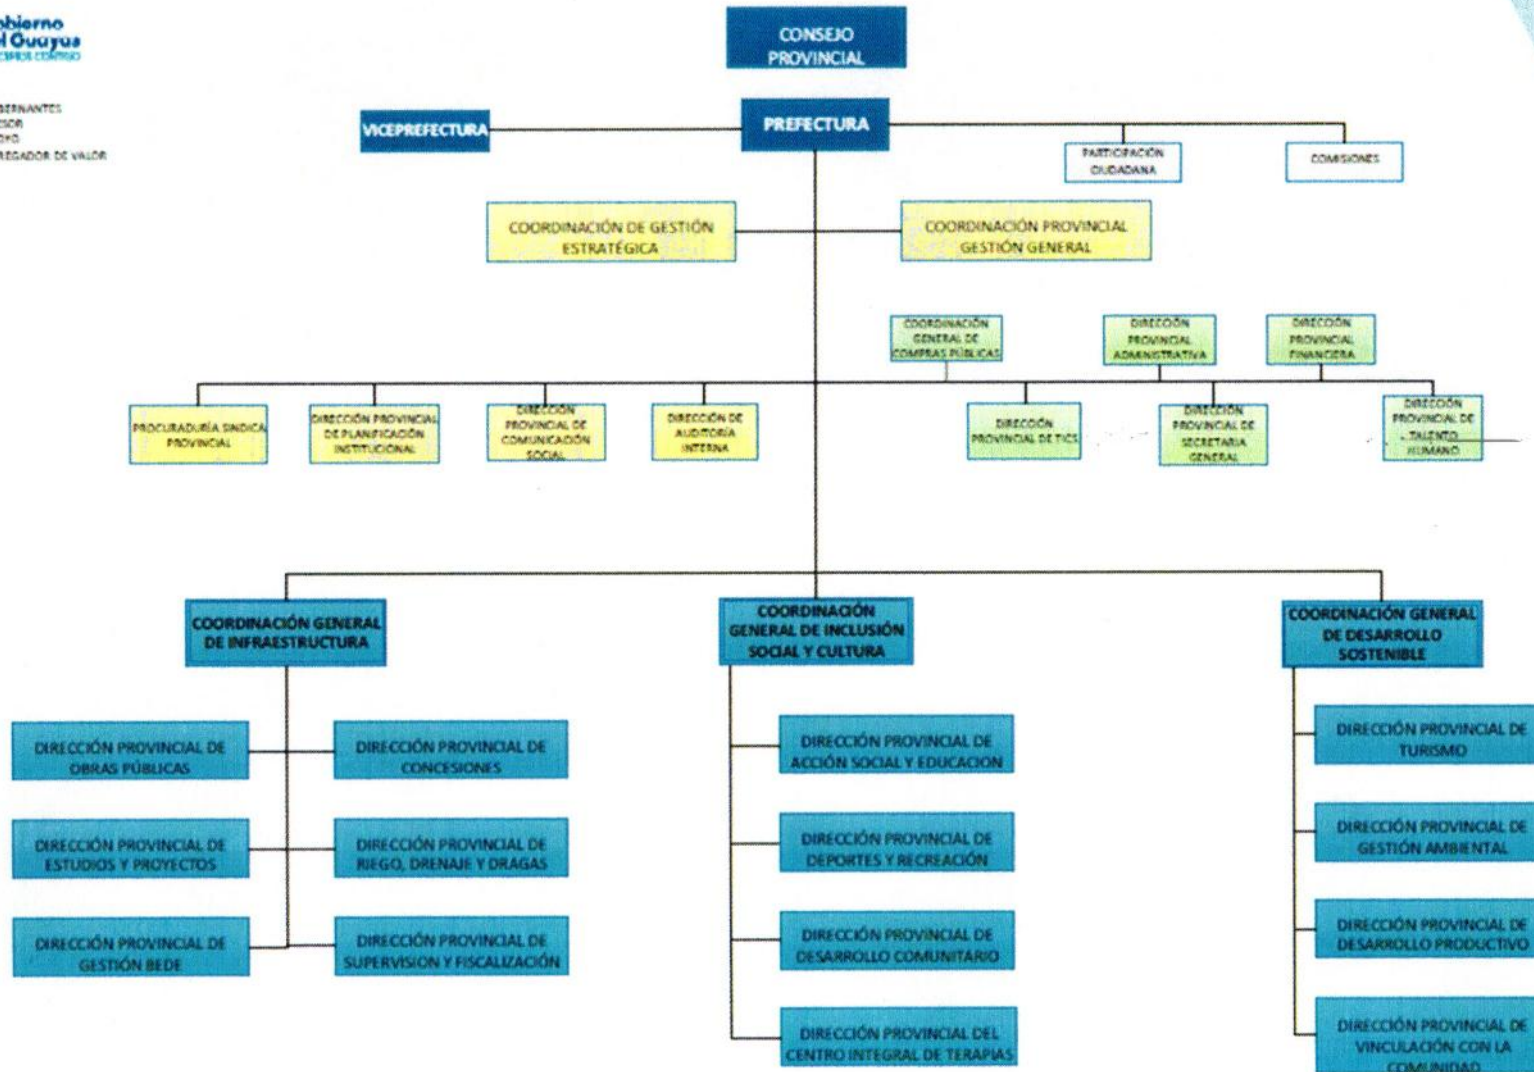 CONSEJO
PROVINCIAL
VICEPREFECTURA
PREFECTURA
PARTICIPACIÓN
CIUDADANA
COMISIONES
COORDINACIÓN DE GESTIÓN
ESTRATÉGICA
COORDINACIÓN PROVINCIAL
GESTIÓN GENERAL
COORDINACIÓN
GENERAL DE
COMPRAS PÚBLICAS
DIRECCIÓN
PROVINCIAL
ADMINISTRATIVA
DIRECCIÓN
PROVINCIAL
FINANCIERA
PROCURADURÍA SINDICA
PROVINCIAL
DIRECCIÓN PROVINCIAL
DE PLANIFICACIÓN
INSTITUCIONAL
DIRECCIÓN
PROVINCIAL DE
COMUNICACIÓN
SOCIAL
DIRECCIÓN DE
AUDITORÍA
INTERNA
DIRECCIÓN
PROVINCIAL DE TICS
DIRECCIÓN
PROVINCIAL DE
SECRETARIA
GENERAL
DIRECCIÓN
PROVINCIAL DE
TALENTO
HUMANO
COORDINACIÓN GENERAL
DE INFRAESTRUCTURA
COORDINACIÓN
GENERAL DE INCLUSIÓN
SOCIAL Y CULTURA
COORDINACIÓN GENERAL
DE DESARROLLO
SOSTENIBLE
DIRECCIÓN PROVINCIAL DE
OBRAS PÚBLICAS
DIRECCIÓN PROVINCIAL DE
CONCESIONES
DIRECCIÓN PROVINCIAL DE
ESTUDIOS Y PROYECTOS
DIRECCIÓN PROVINCIAL DE
RIEGO, DRENAJE Y DRAGAS
DIRECCIÓN PROVINCIAL DE
GESTIÓN BEDE
DIRECCIÓN PROVINCIAL DE
SUPERVISION Y FISCALIZACIÓN
DIRECCIÓN PROVINCIAL DE
ACCIÓN SOCIAL Y EDUCACION
DIRECCIÓN PROVINCIAL DE
DEPORTES Y RECREACIÓN
DIRECCIÓN PROVINCIAL DE
DESARROLLO COMUNITARIO
DIRECCIÓN PROVINCIAL DEL
CENTRO INTEGRAL DE TERAPIAS
DIRECCIÓN PROVINCIAL DE
TURISMO
DIRECCIÓN PROVINCIAL DE
GESTIÓN AMBIENTAL
DIRECCIÓN PROVINCIAL DE
DESARROLLO PRODUCTIVO
DIRECCIÓN PROVINCIAL DE
VINCULACIÓN CON LA
COMUNIDAD
Guayas
DE VALOR